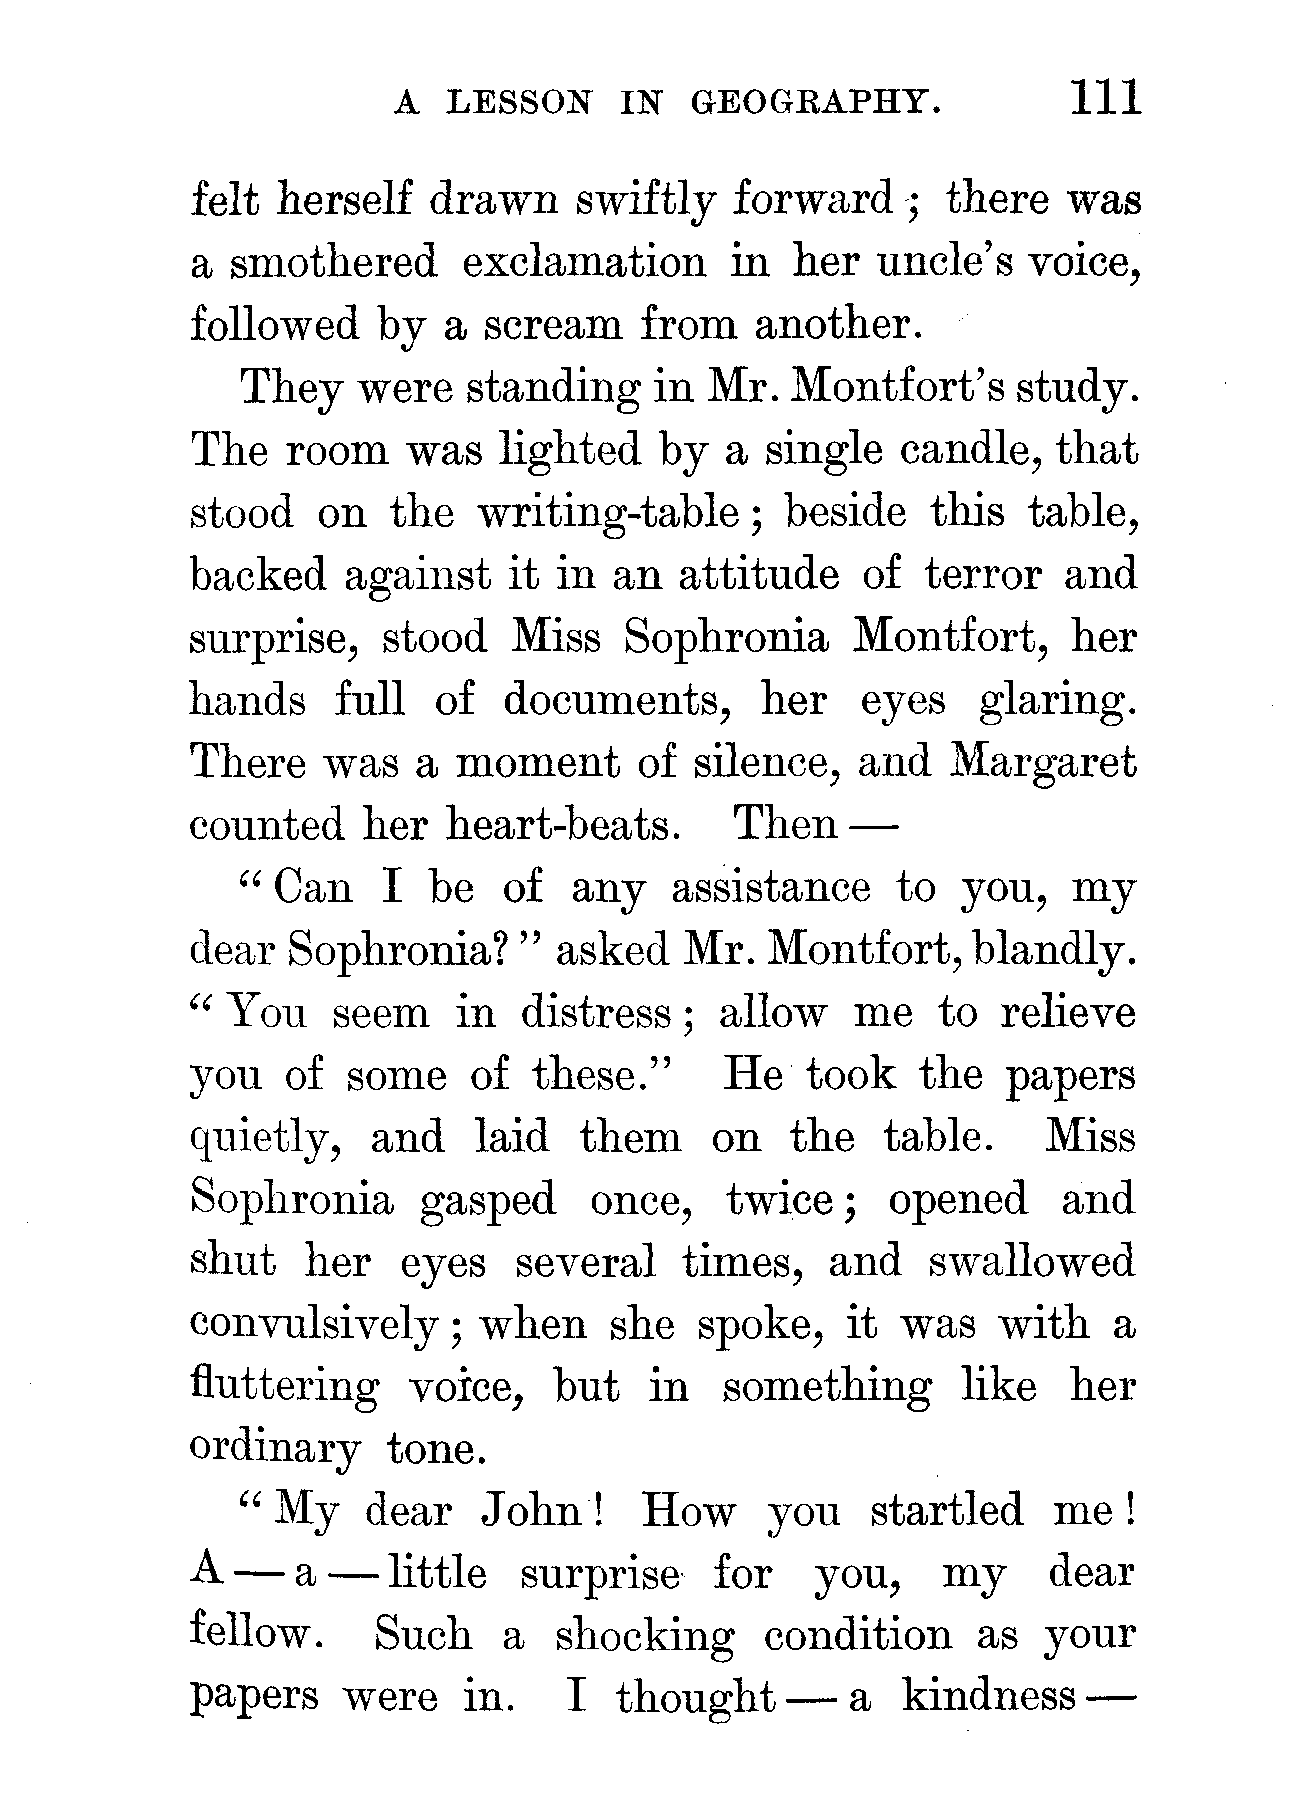 A LESSON IN GEOGRAPHY. 111
felt herself drawn swiftly forward ; there was
a smothered exclamation in her uncle’s voice,
followed by a scream from another.
They were standing in Mr. Montfort’s study.
The room was lighted by a single candle, that
stood on the writing-table ; beside this table,
backed against it in an attitude of terror and
surprise, stood Miss Sophronia Montfort, her
hands full of documents, her eyes glaring.
There was a moment of silence, and Margaret
counted her heart-beats. Then —
“ Can I be of any assistance to you, my
dear Sophronia? ” asked Mr. Montfort, blandly.
“ You seem in distress ; allow me to relieve
you of some of these.” He took the papers
quietly, and laid them on the table. Miss
Sophronia gasped once, twice ; opened and
shut her eyes several times, and swallowed
convulsively ; when she spoke, it was with a
fluttering voice, but in something like her
ordinary tone.
“ My dear John ! How you startled me !
A — a — little surprise for you, my dear
fellow. Such a shocking condition as your
papers were in. I thought — a kindness —